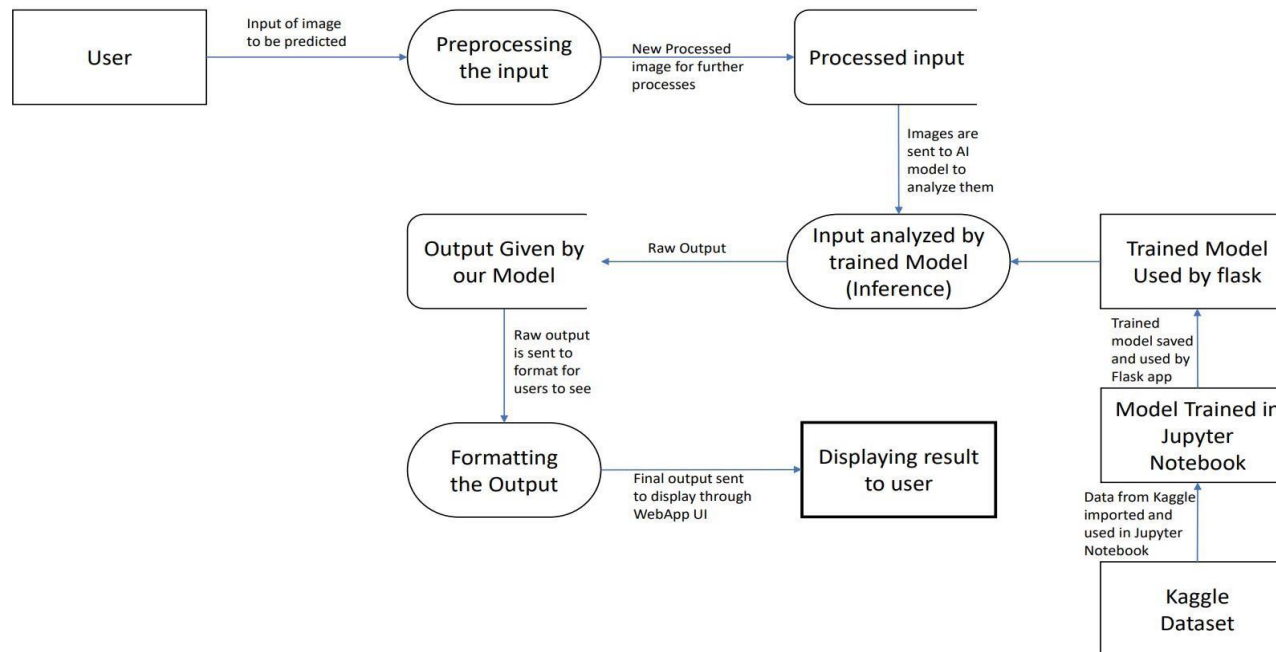 User
Input of image
to be predicted
Preprocessing
the input
New Processed
image for further
processes
Processed input
Images are
sent to AI
model to
analyze them
Input analyzed by
trained Model
(Inference)
Raw Output
Output Given by
our Model
Raw output
is sent to
format for
users to see
Formatting
the Output
Final output sent
to display through
WebApp UI
Displaying result
to user
Trained Model
Used by flask
Trained
model saved
and used by
Flask app
Model Trained in
Jupyter
Notebook
Data from Kaggle
imported and
used in Jupyter
Notebook
Kaggle
Dataset